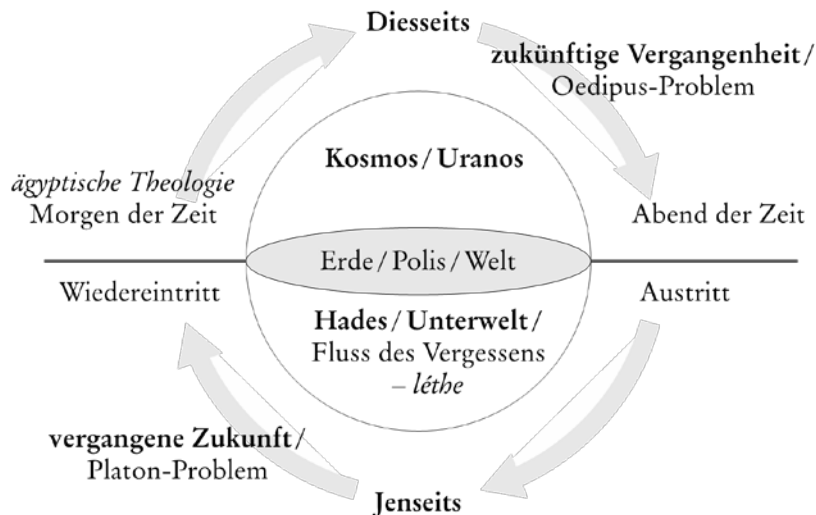 Diesseits
zukünftige Vergangenheit /
Oedipus-Problem
Kosmos / Uranos
ägyptische Theologie
Morgen der Zeit
Abend der Zeit
Erde / Polis / Welt
Wiedereintritt
Austritt
Hades / Unterwelt /
Fluss des Vergessens
– léthe
vergangene Zukunft /
Platon-Problem
Jenseits